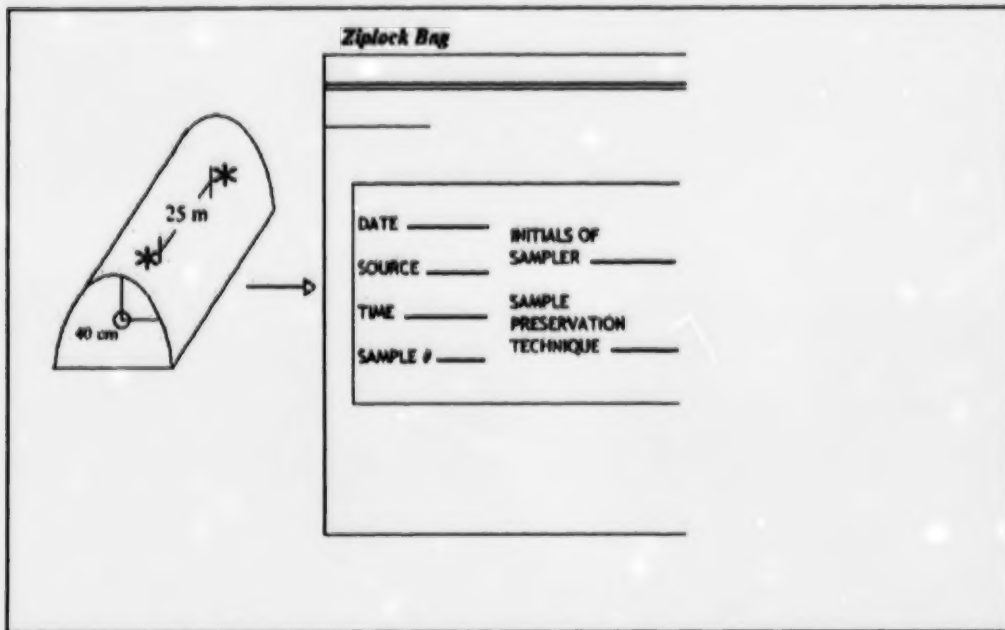 Ziplock Bag
25 m
40 cm
DATE
SOURCE
TIME
SAMPLE #
INITIALS OF
SAMPLER
SAMPLE
PRESERVATION
TECHNIQUE